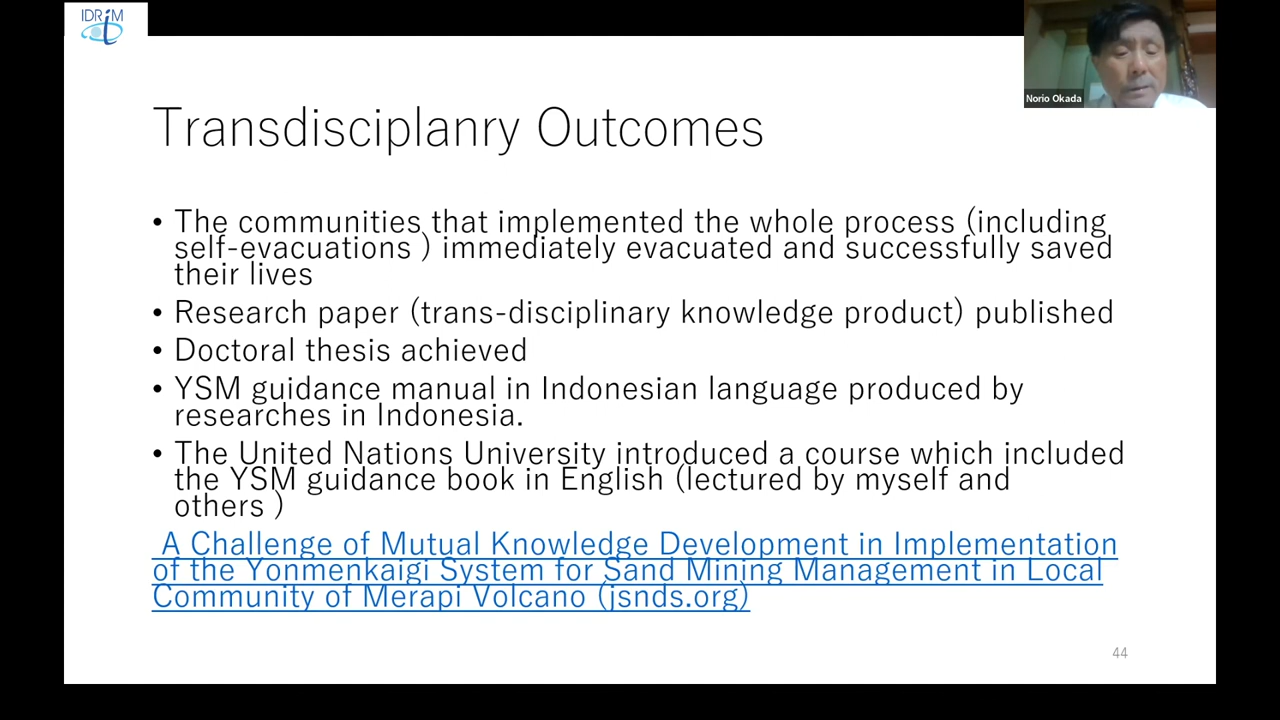 IDRiM
Norio Okada
Transdisciplanry Outcomes
• The communities that implemented the whole process (including
self-evacuations ) immediately evacuated and successfully saved
their lives
• Research paper (trans-disciplinary knowledge product) published
• Doctoral thesis achieved
• YSM guidance manual in Indonesian language produced by
researches in Indonesia.
• The United Nations University introduced a course which included
the YSM guidance book in English (lectured by myself and
others )
A Challenge of Mutual Knowledge Development in Implementation
of the Yonmenkaigi System for Sand Mining Management in Local
Community of Merapi Volcano (jsnds.org)
44